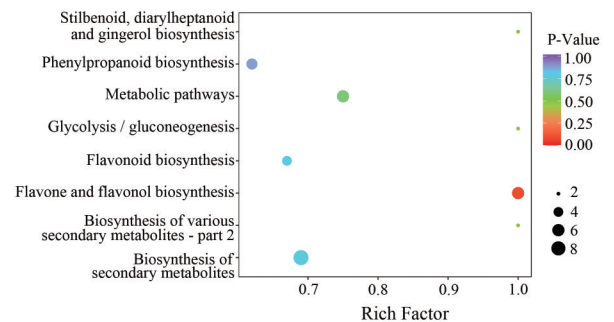 Stilbenoid, diarylheptanoid
and gingerol biosynthesis
Phenylpropanoid biosynthesis
Metabolic pathways
Glycolysis / gluconeogenesis
Flavonoid biosynthesis
Flavone and flavonol biosynthesis
Biosynthesis of various
secondary metabolites - part 2
Biosynthesis of
secondary metabolites
0.7 0.8 0.9 1.0
Rich Factor
P-Value
1.00
0.75
0.50
0.25
0.00
2
4
6
8